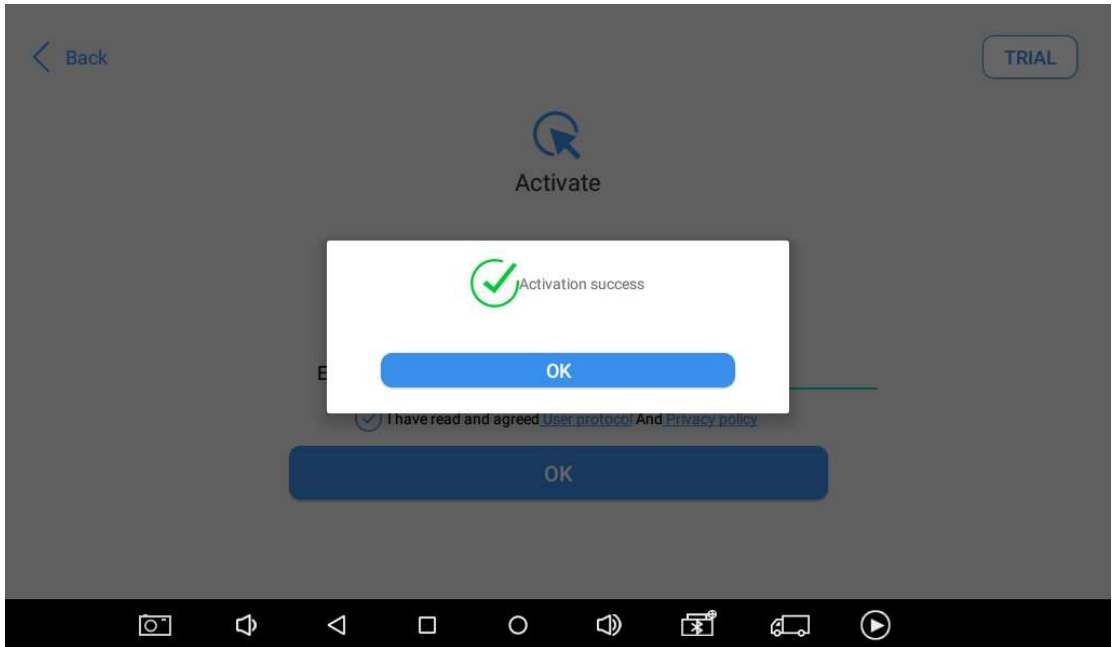 Back
TRIAL
Activate
Activation success
OK
E
I have read and agreed User protocol And Privacy policy
OK